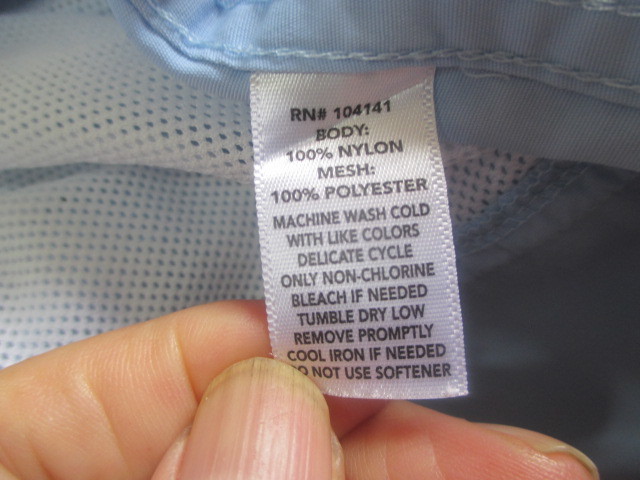 RN# 104141
BODY:
100% NYLON
MESH:
100% POLYESTER
MACHINE WASH COLD
WITH LIKE COLORS
DELICATE CYCLE
ONLY NON-CHLORINE
BLEACH IF NEEDED
TUMBLE DRY LOW
REMOVE PROMPTLY
COOL IRON IF NEEDED
DO NOT USE SOFTENER